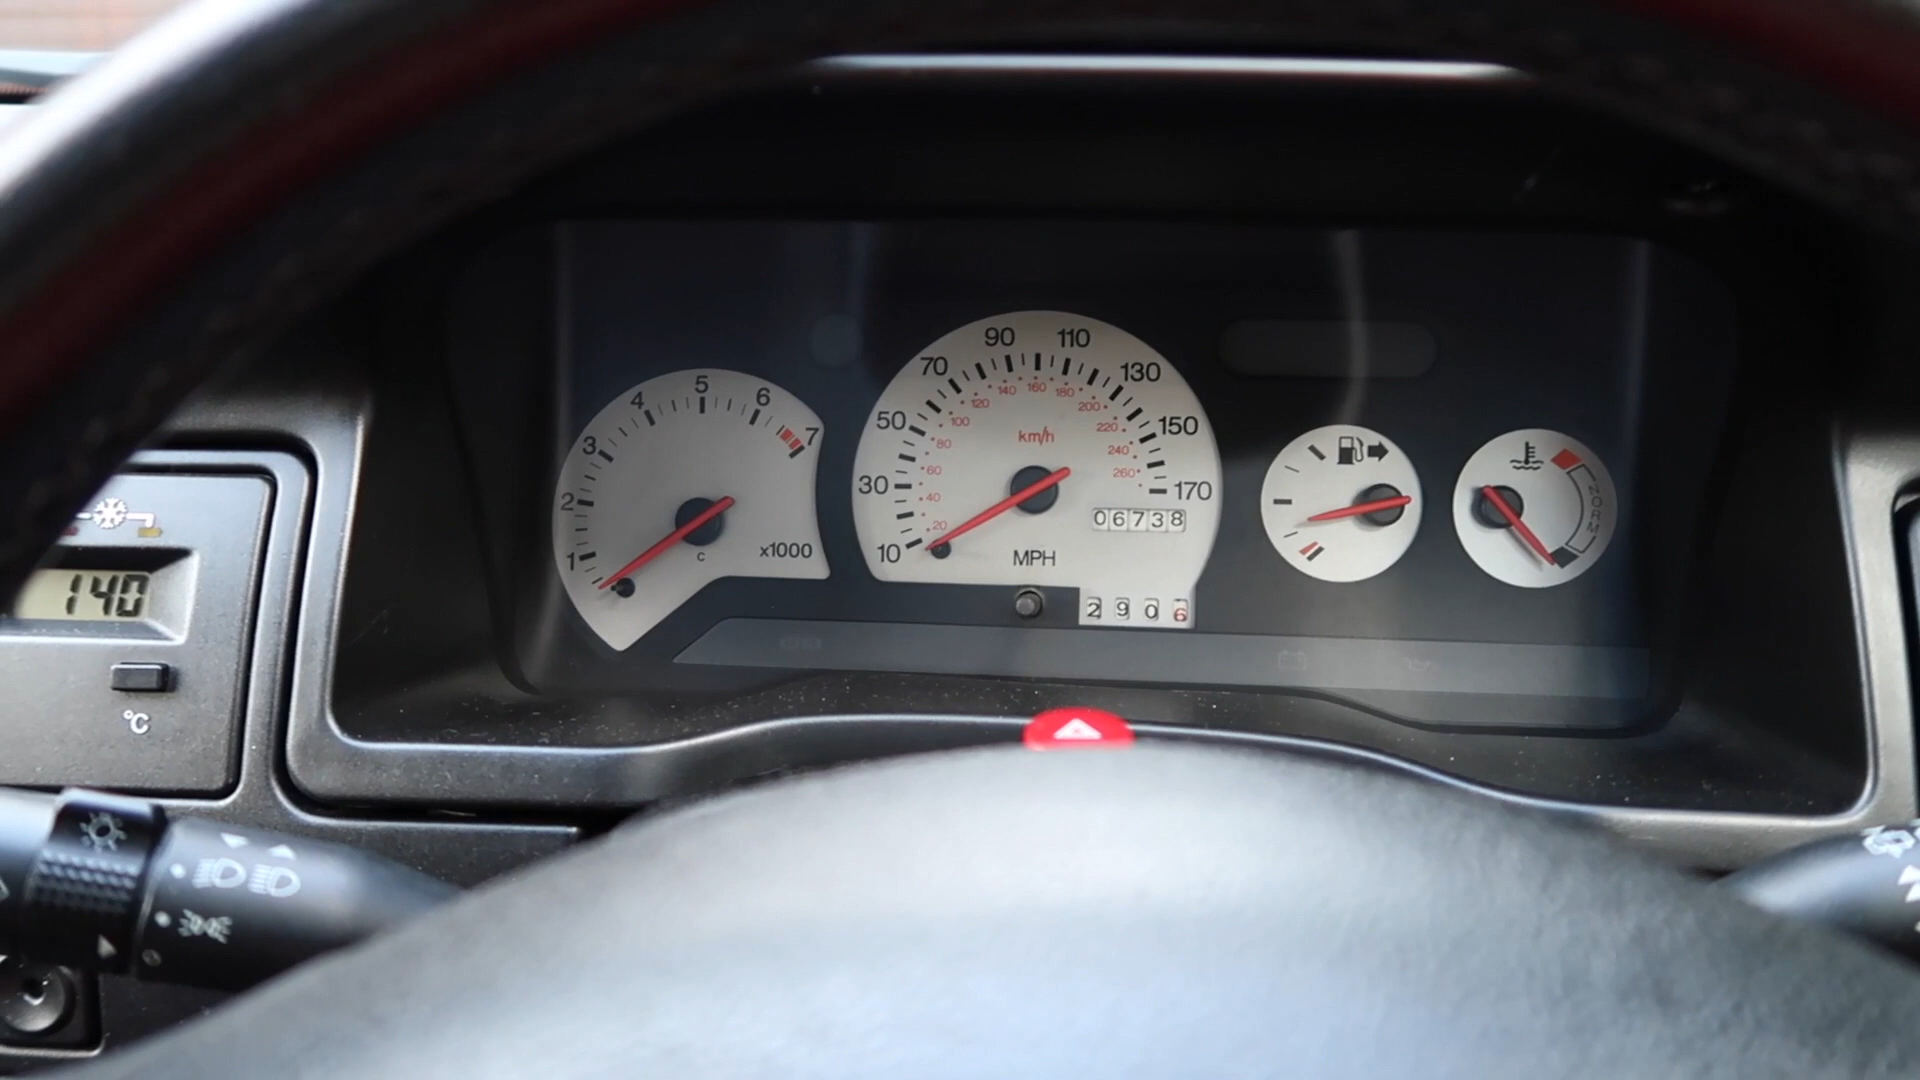 1 2 3 4 5 6 7
c
x1000
10 30 50 70 90 110 130 150 170
20 40 60 80 100 120 140 160 180 200 220 240 260
km/h
06738
MPH
2906
NORM
140
°C